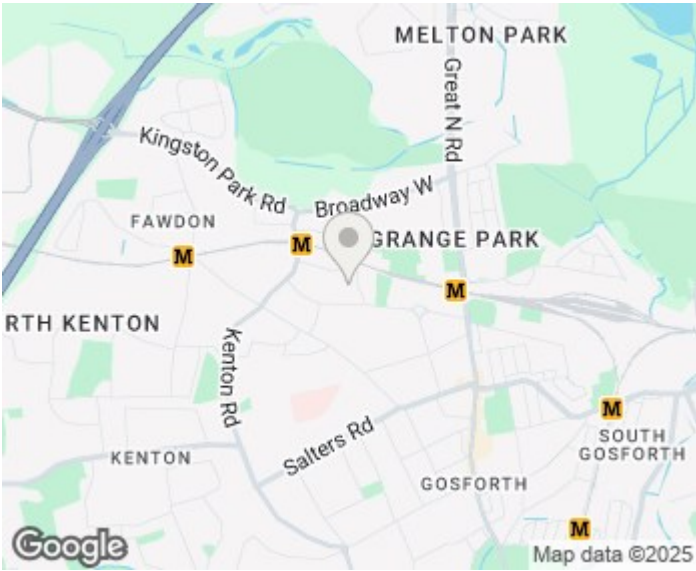 MELTON PARK
Great N Rd
Kingston Park Rd
Broadway W
FAWDON
M
GRANGE PARK
M
M
RTH KENTON
Kenton Rd
M
Salters Rd
SOUTH
GOSFORTH
KENTON
GOSFORTH
M
Google
Map data ©2025